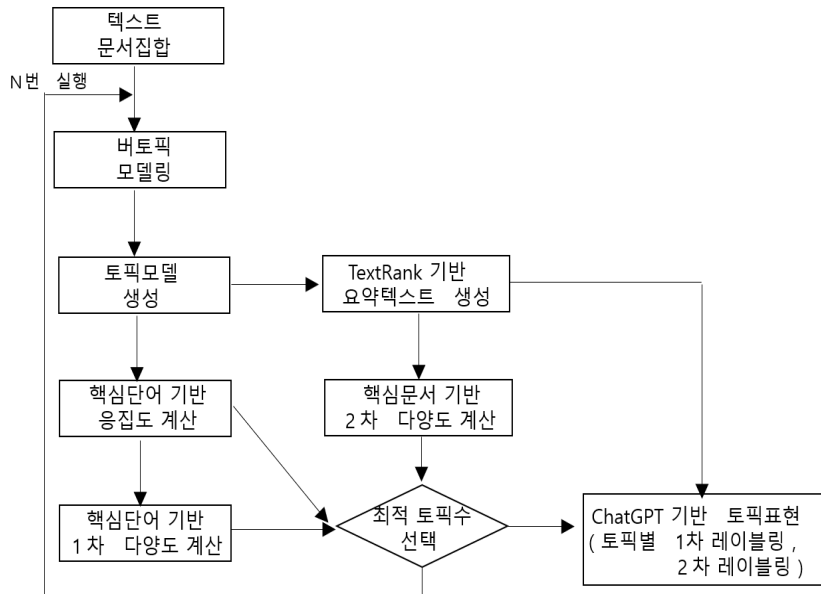 텍스트
문서집합
N번 실행
버토픽
모델링
토픽모델
생성
TextRank 기반
요약텍스트 생성
핵심단어 기반
응집도 계산
핵심문서 기반
2차 다양도 계산
핵심단어 기반
1차 다양도 계산
최적 토픽수
선택
ChatGPT 기반 토픽표현
( 토픽별 1차 레이블링 ,
2차 레이블링 )